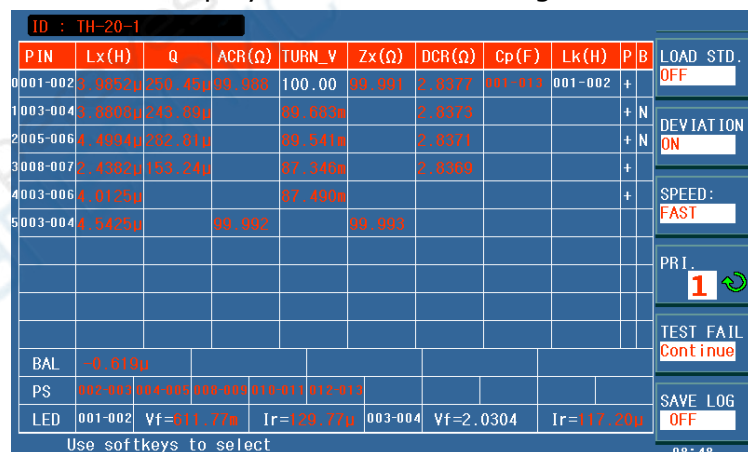 ID : TH-20-1
PIN Lx(H) Q ACR(Ω) TURN_V Zx(Ω) DCR(Ω) Cp(F) Lk(H) P B
0 001-002 3.9852μ 250.45μ 99.988 100.00 99.991 2.8377 001-013 001-002 +
1 003-004 3.8808μ 243.89μ 89.683m 2.8373 + N
2 005-006 4.4994μ 282.81μ 89.541m 2.8371 + N
3 008-007 2.4382μ 153.24μ 87.346m 2.8369 +
4 003-006 4.0125μ 87.490m +
5 003-004 4.5425μ 99.992 99.993
BAL -0.619μ
PS 002-003 004-005 006-009 010-011 012-013
LED 001-002 Vf=611.77m Ir=129.77μ 003-004 Vf=2.0304 Ir=117.20μ
Use softkeys to select
LOAD STD.
OFF
DEVIATION
ON
SPEED:
FAST
PRI.
1
TEST FAIL
Continue
SAVE LOG
OFF